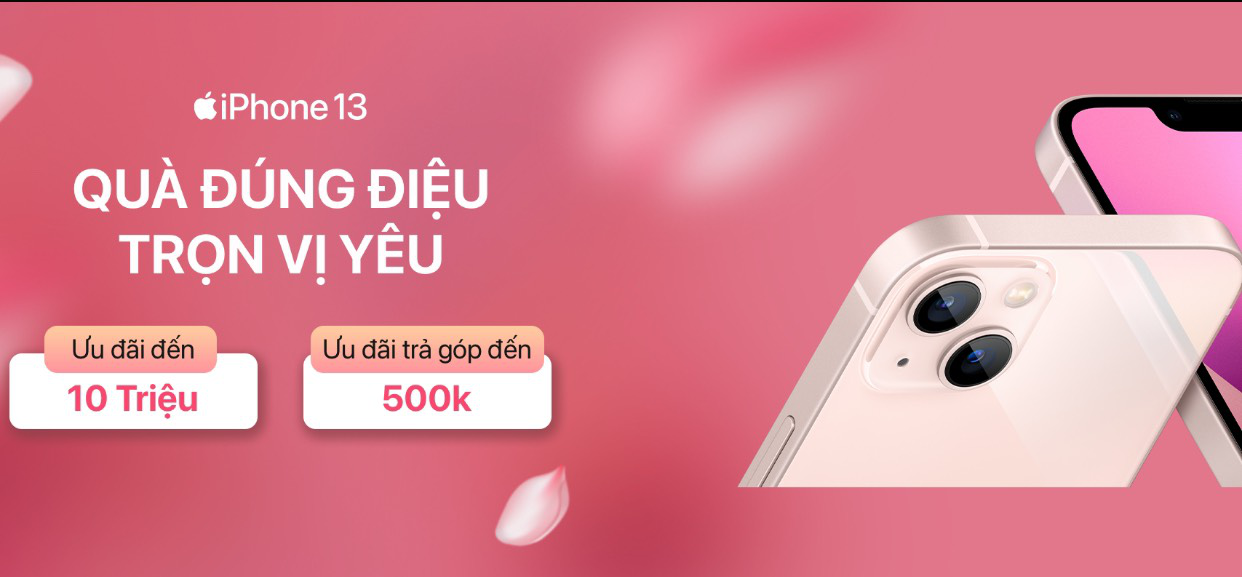 iPhone 13
QUÀ ĐÚNG ĐIỆU
TRỌN VỊ YÊU
Ưu đãi đến
10 Triệu
Ưu đãi trả góp đến
500k